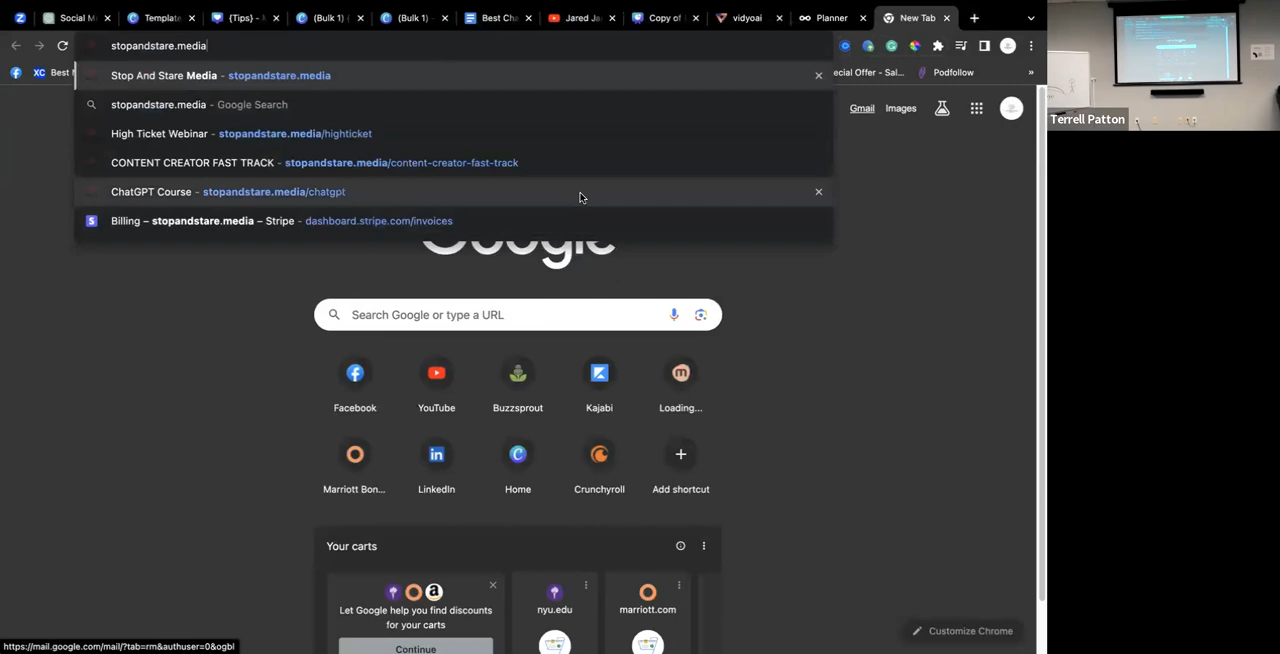 Social M
Template
{Tips} -
(Bulk 1) {
(Bulk 1) -
Best Cha
Jared Ja
Copy of
vidyoai
Planner
New Tab
stopandstare.media
Best M
ecial Offer - Sal...
Podfollow
»
Stop And Stare Media - stopandstare.media
stopandstare.media - Google Search
High Ticket Webinar - stopandstare.media/highticket
CONTENT CREATOR FAST TRACK - stopandstare.media/content-creator-fast-track
ChatGPT Course - stopandstare.media/chatgpt
Billing – stopandstare.media – Stripe - dashboard.stripe.com/invoices
Gmail
Images
Terrell Patton
Google
Search Google or type a URL
Facebook
YouTube
Buzzsprout
Kajabi
Loading...
Marriott Bon...
LinkedIn
Home
Crunchyroll
Add shortcut
Your carts
Let Google help you find discounts
for your carts
Continue
nyu.edu
marriott.com
Customize Chrome
https://mail.google.com/mail/?tab=rm&authuser=0&ogbl